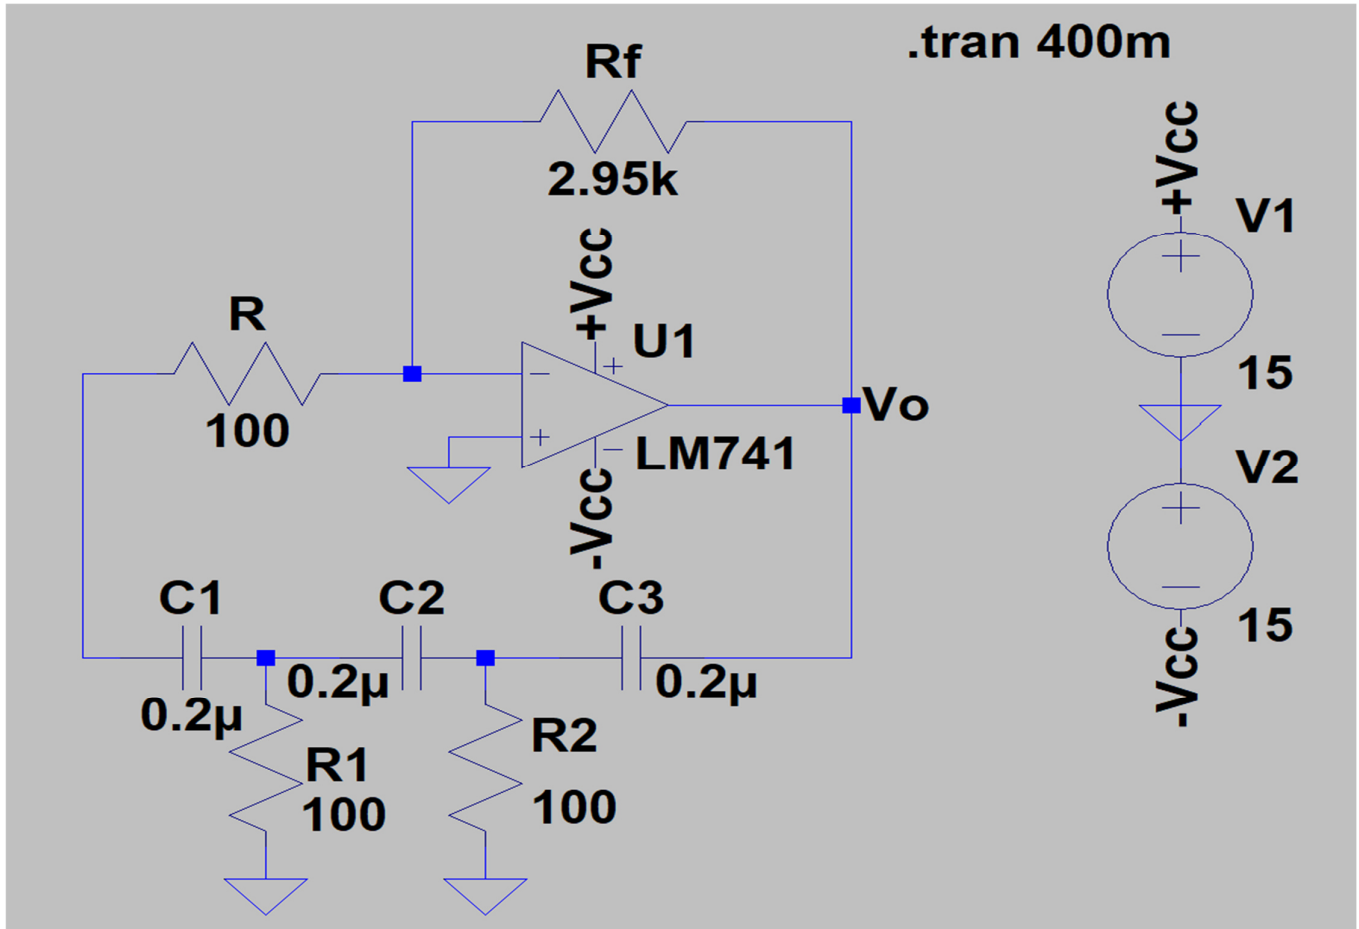 .tran 400m
Rf
2.95k
+Vcc
V1
15
R
100
+Vcc
U1
Vo
LM741
-Vcc
V2
15
-Vcc
C1
0.2µ
C2
0.2µ
C3
0.2µ
R1
100
R2
100